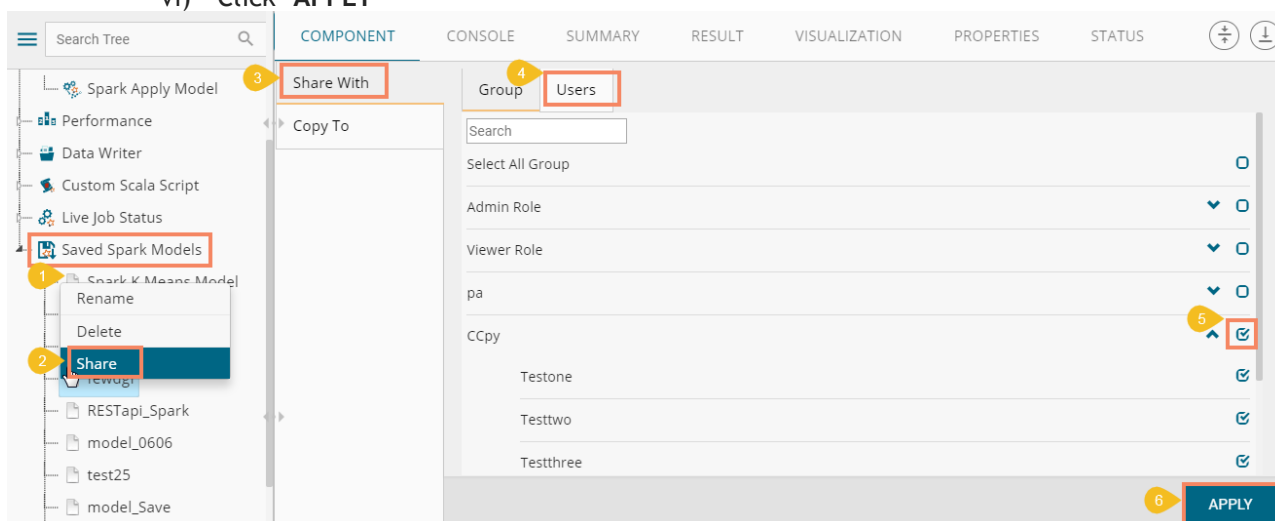 vi) Click "APPLY"
Search Tree
COMPONENT CONSOLE SUMMARY RESULT VISUALIZATION PROPERTIES STATUS
Spark Apply Model
Performance
Data Writer
Custom Scala Script
Live Job Status
Saved Spark Models
1
Spark K Means Model
Rename
Delete
2
Share
RESTapi_Spark
model_0606
test25
model_Save
3
Share With
Copy To
4
Group Users
Search
Select All Group
Admin Role
Viewer Role
pa
5
CCpy
Testone
Testtwo
Testthree
6
APPLY